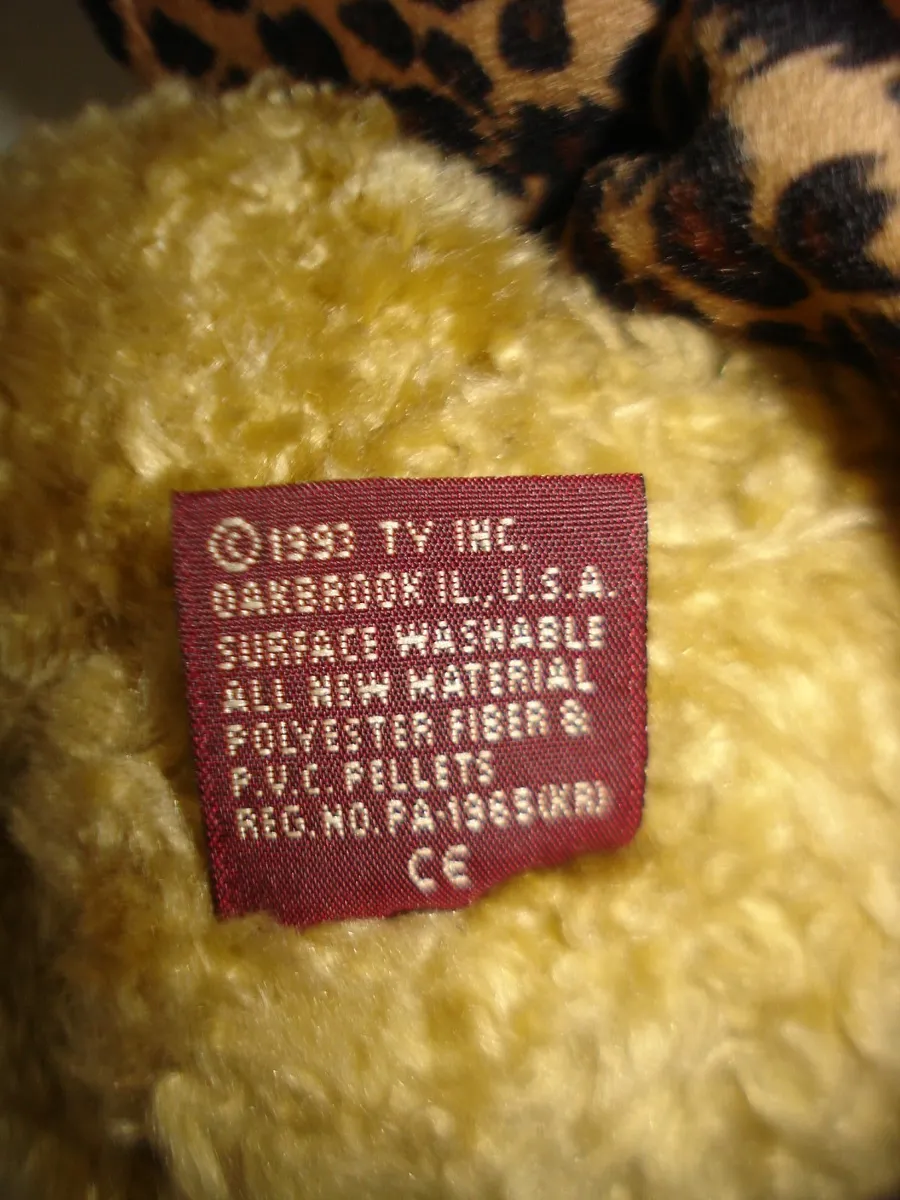 © 1993 TY INC.
OAKBROOK IL, U.S.A.
SURFACE WASHABLE
ALL NEW MATERIAL
POLYESTER FIBER &
P.V.C. PELLETS
REG. NO. PA-1965(KR)
CE